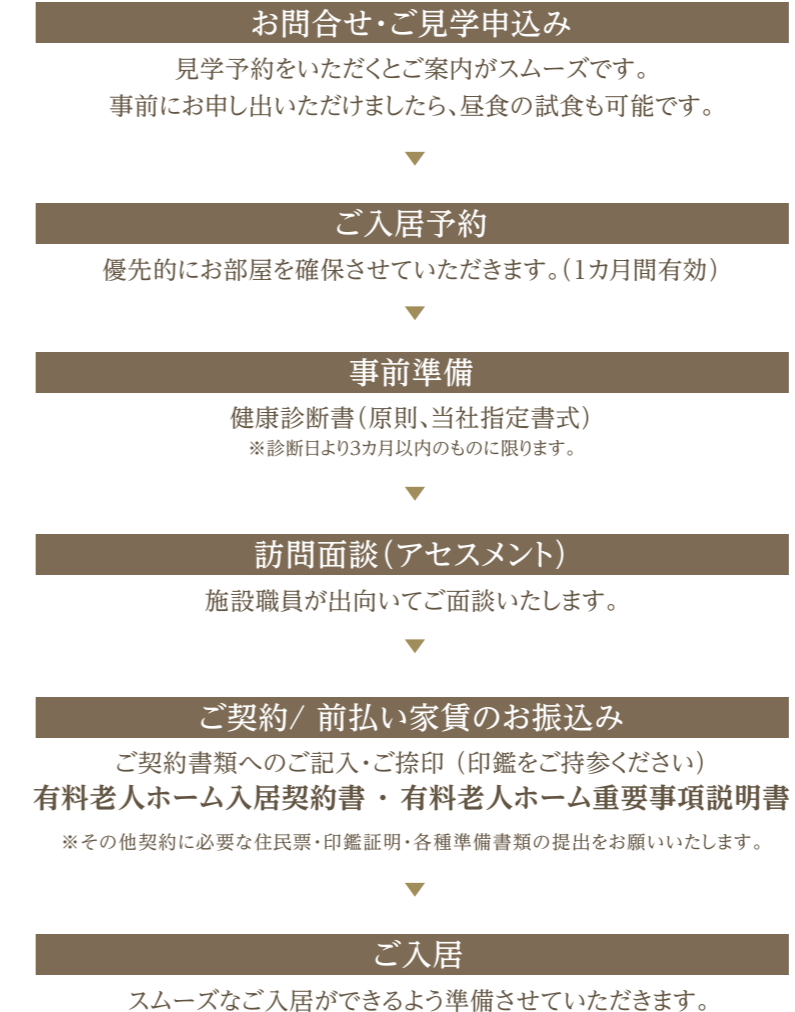 お問合せ・ご見学申込み
見学予約をいただくとご案内がスムーズです。
事前にお申し出いただけましたら、昼食の試食も可能です。
ご入居予約
優先的にお部屋を確保させていただきます。(1カ月間有効)
事前準備
健康診断書(原則、当社指定書式)
※診断日より3カ月以内のものに限ります。
訪問面談(アセスメント)
施設職員が出向いてご面談いたします。
ご契約/ 前払い家賃のお振込み
ご契約書類へのご記入・ご捺印 (印鑑をご持参ください)
有料老人ホーム入居契約書 ・ 有料老人ホーム重要事項説明書
※その他契約に必要な住民票・印鑑証明・各種準備書類の提出をお願いいたします。
ご入居
スムーズなご入居ができるよう準備させていただきます。